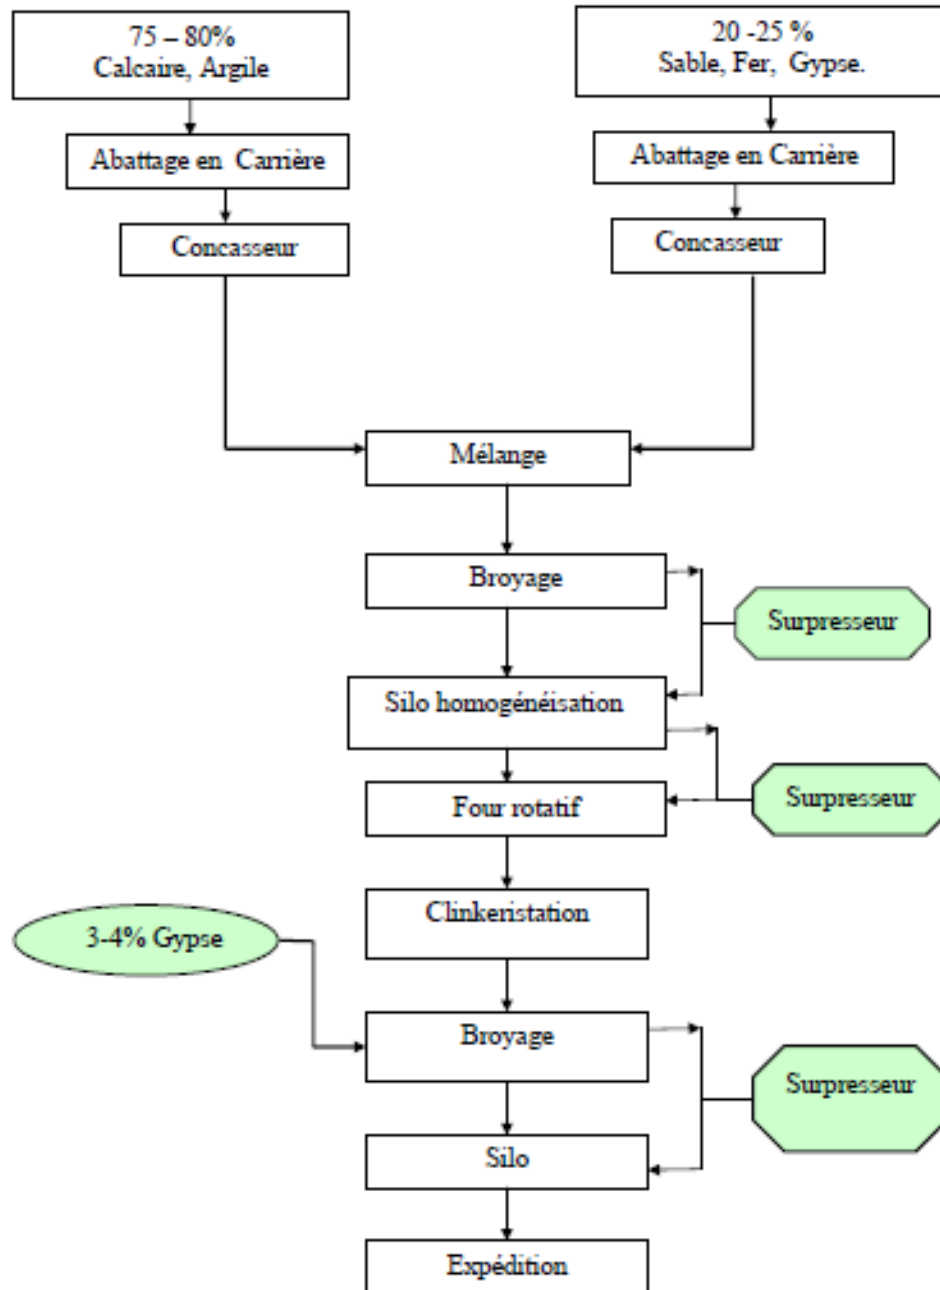 75 – 80%
Calcaire, Argile
20 -25 %
Sable, Fer, Gypse.
Abattage en Carrière
Abattage en Carrière
Concasseur
Concasseur
Mélange
Broyage
Surpresseur
Silo homogénéisation
Surpresseur
Four rotatif
Clinkeristation
3-4% Gypse
Broyage
Surpresseur
Silo
Expédition